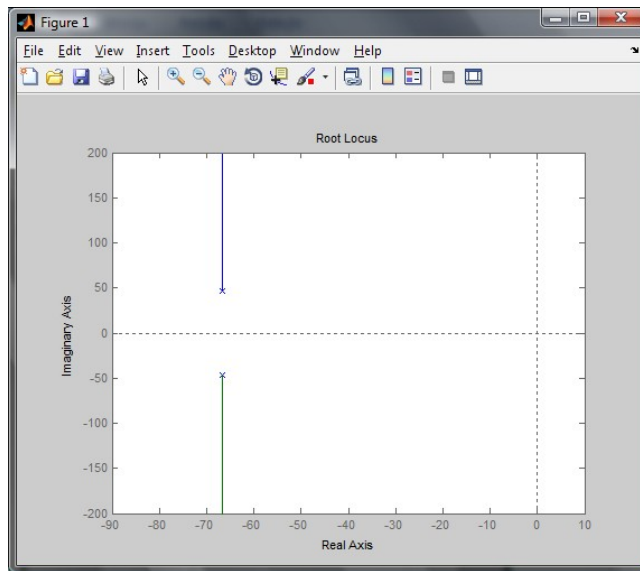 Figure 1
File Edit View Insert Tools Desktop Window Help
Root Locus
200
150
100
50
0
-50
-100
-150
-200
-90 -80 -70 -60 -50 -40 -30 -20 -10 0 10
Imaginary Axis
Real Axis